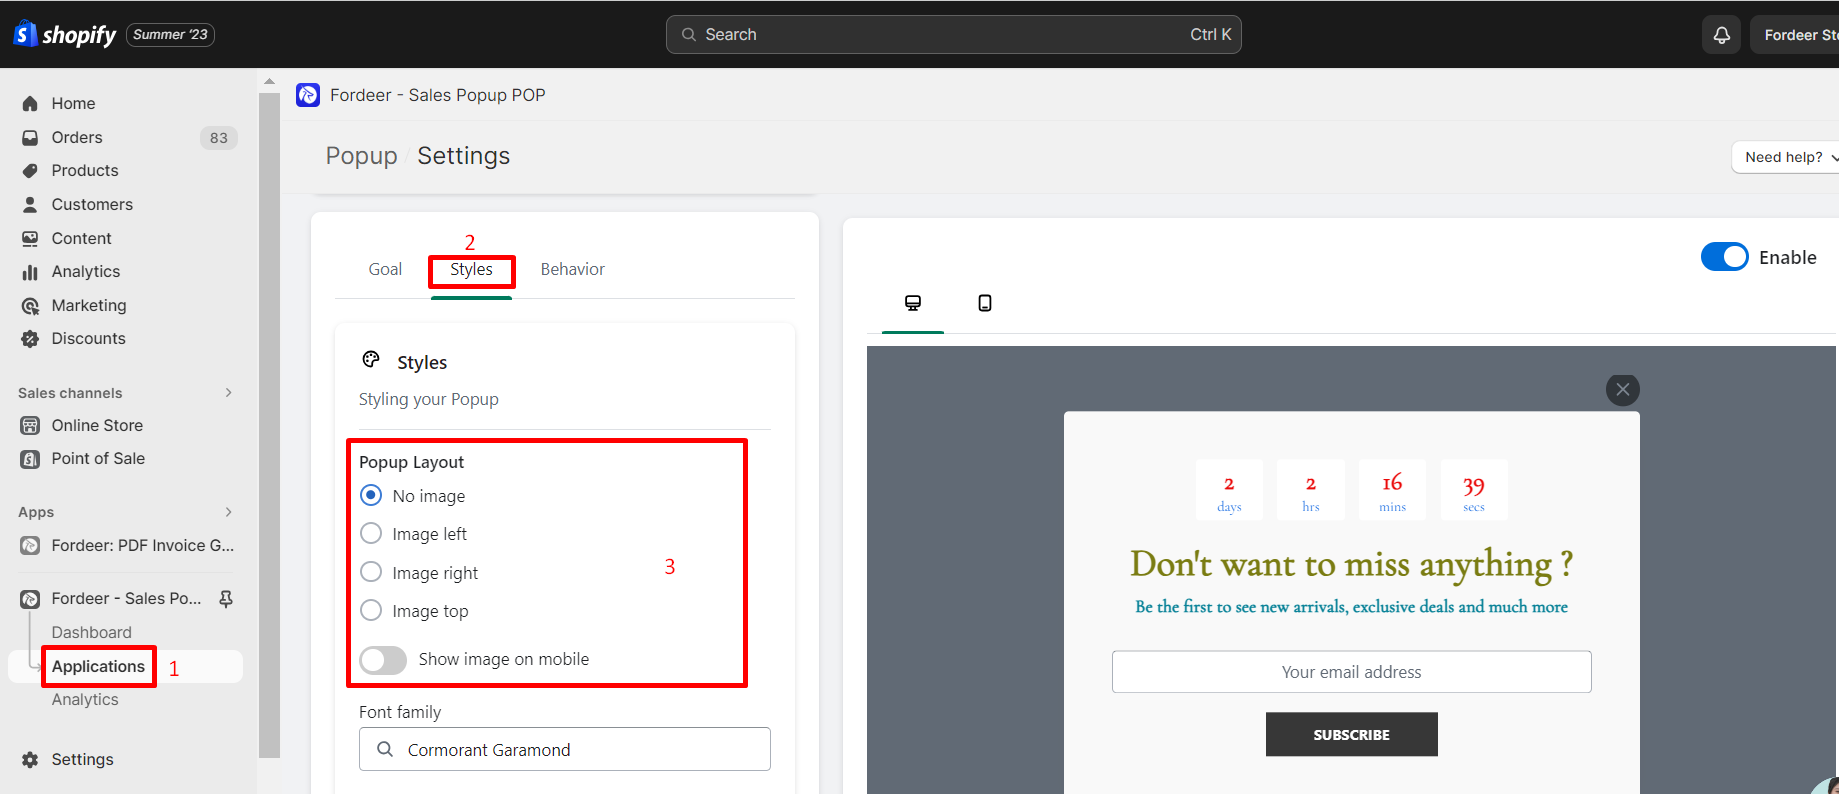 shopify Summer '23
Search Ctrl K
Fordeer Sto
Home
Orders 83
Products
Customers
Content
Analytics
Marketing
Discounts
Sales channels
Online Store
Point of Sale
Apps
Fordeer: PDF Invoice G...
Fordeer - Sales Po...
Dashboard
Applications 1
Analytics
Settings
Fordeer - Sales Popup POP
Popup / Settings
Need help?
2
Goal Styles Behavior
Styles
Styling your Popup
Popup Layout
No image
Image left
Image right
Image top
3
Show image on mobile
Font family
Cormorant Garamond
Enable
2 2 16 39
days hrs mins secs
Don't want to miss anything ?
Be the first to see new arrivals, exclusive deals and much more
Your email address
SUBSCRIBE